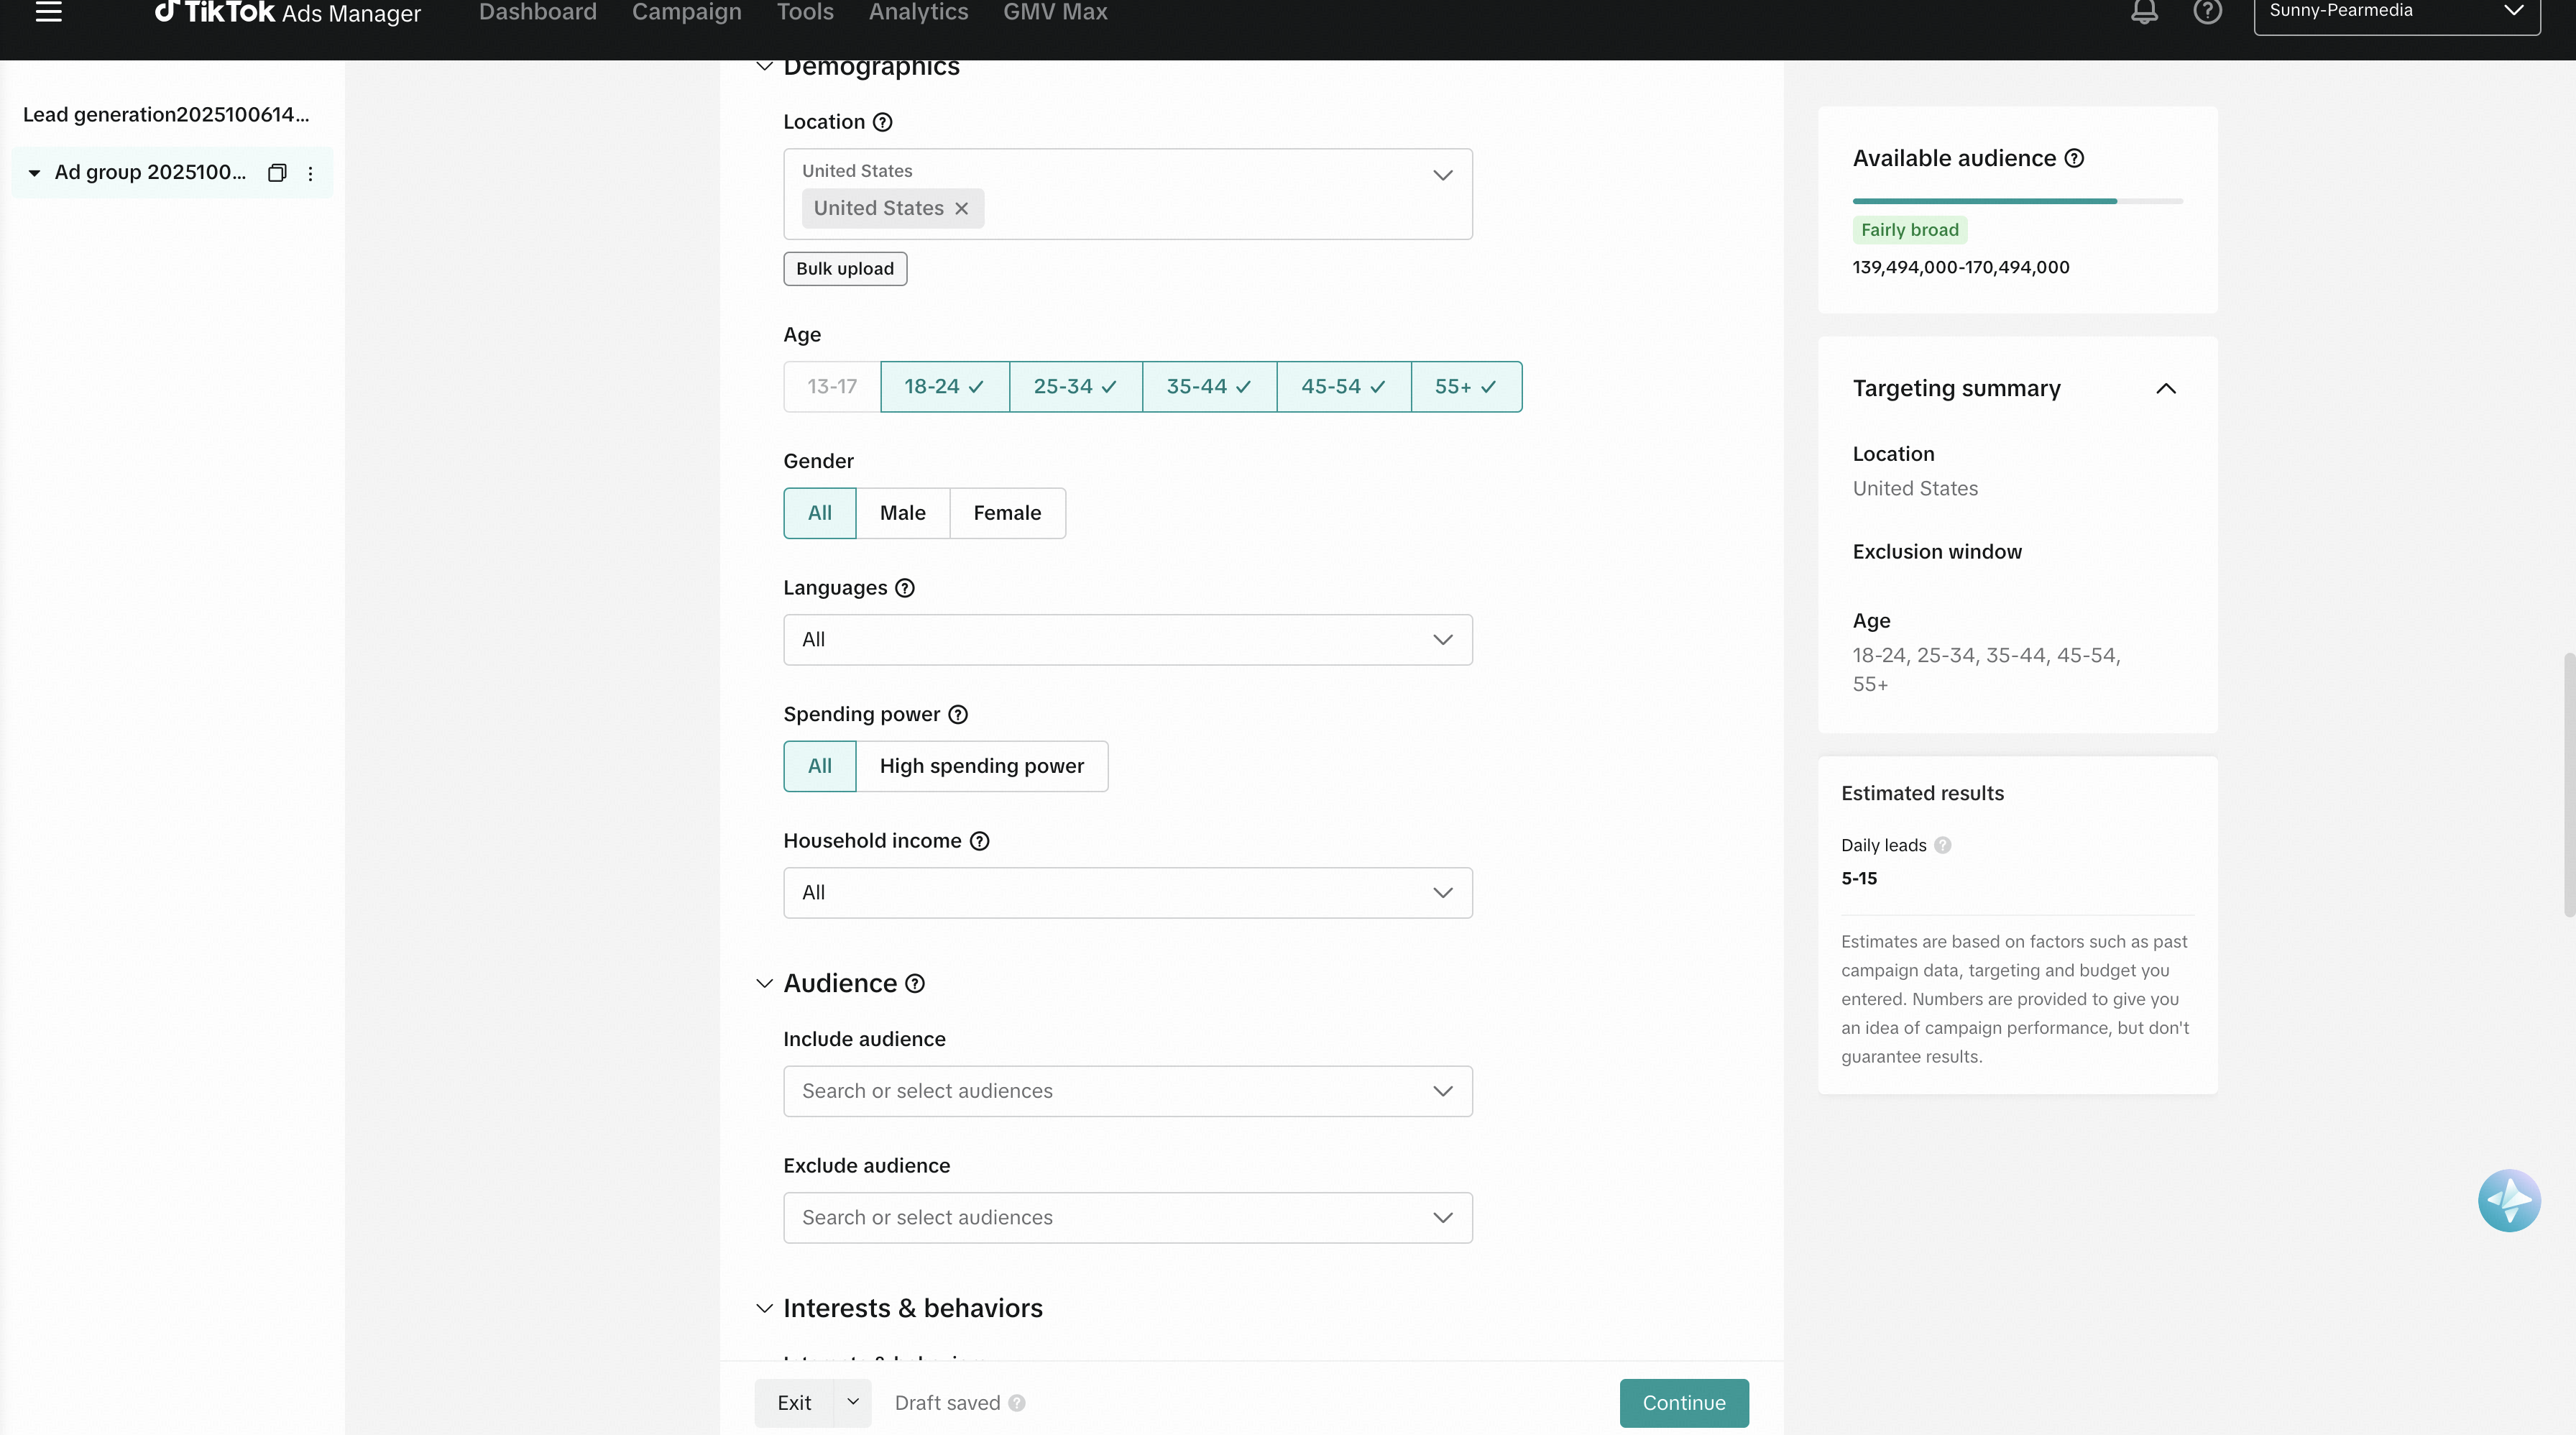 TikTok Ads Manager
Dashboard
Campaign
Tools
Analytics
GMV Max
Sunny-Pearmedia
Lead generation2025100614...
Ad group 2025100...
Demographics
Location
United States
United States
Bulk upload
Age
13-17
18-24
25-34
35-44
45-54
55+
Gender
All
Male
Female
Languages
All
Spending power
All
High spending power
Household income
All
Audience
Include audience
Search or select audiences
Exclude audience
Search or select audiences
Interests & behaviors
Exit
Draft saved
Continue
Available audience
Fairly broad
139,494,000-170,494,000
Targeting summary
Location
United States
Exclusion window
Age
18-24, 25-34, 35-44, 45-54,
55+
Estimated results
Daily leads
5-15
Estimates are based on factors such as past
campaign data, targeting and budget you
entered. Numbers are provided to give you
an idea of campaign performance, but don't
guarantee results.